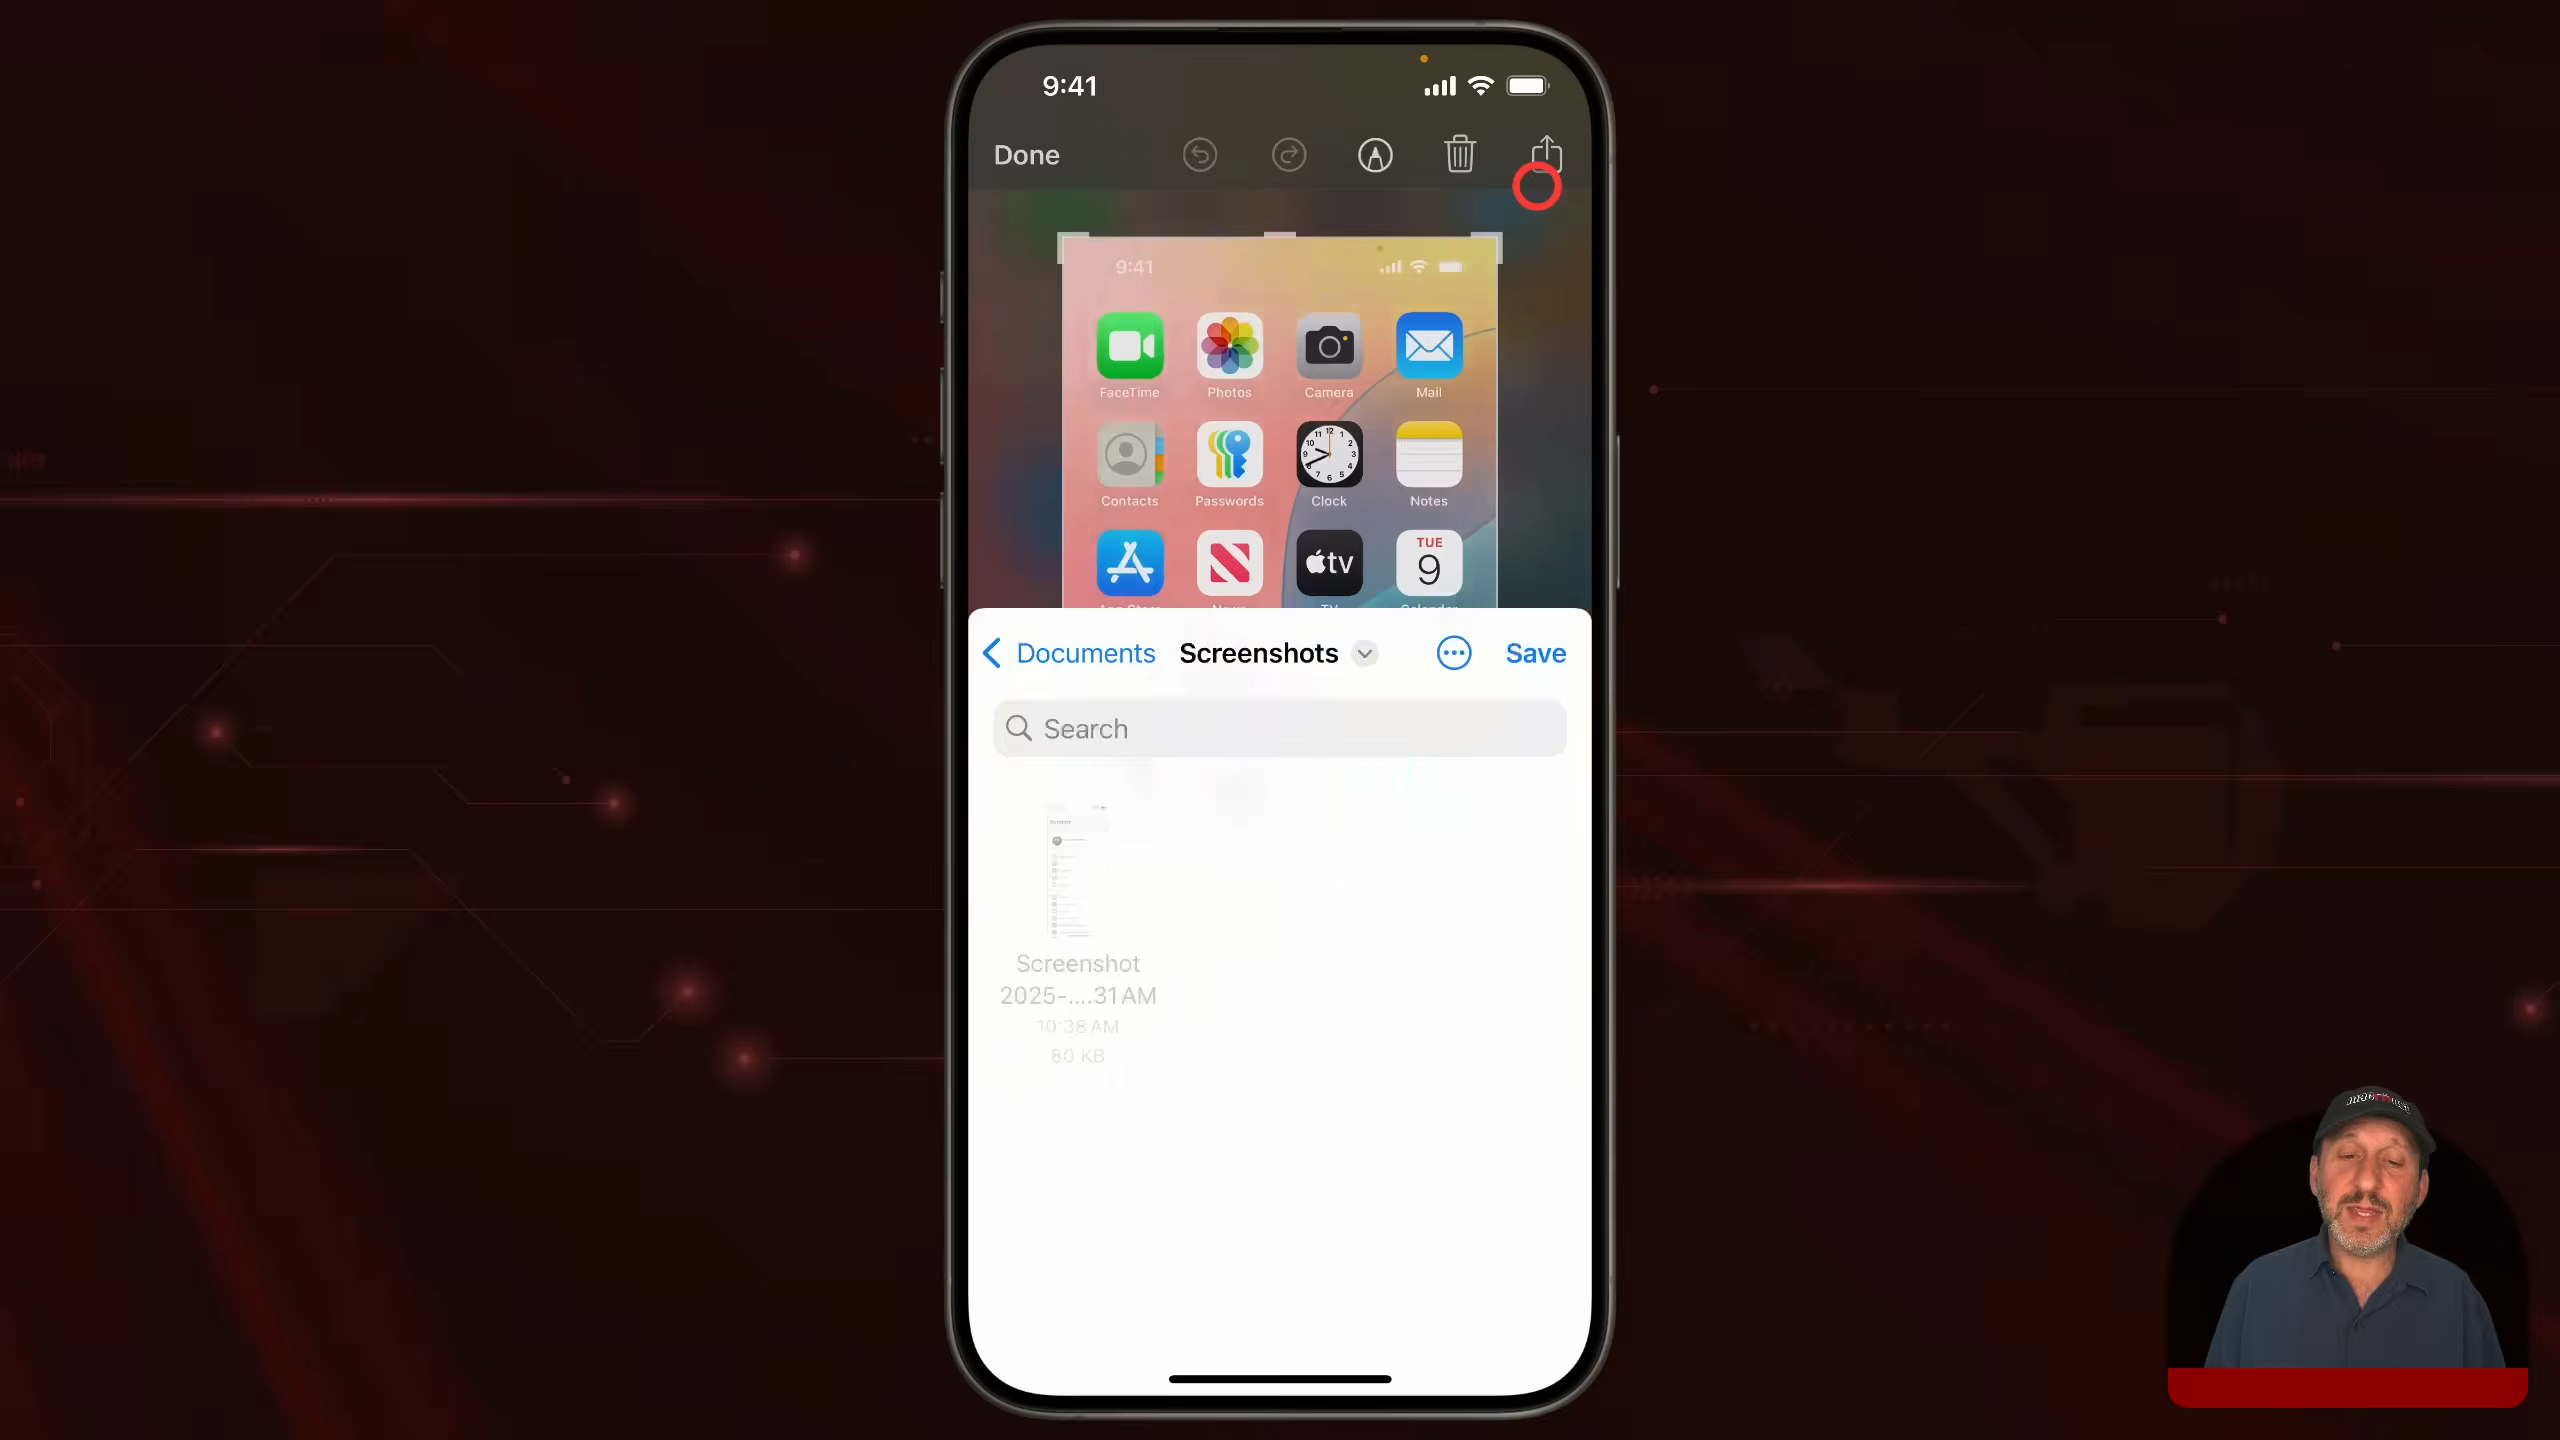 9:41
Done
9:41
FaceTime Photos Camera Mail
Contacts Passwords Clock Notes
tv
TUE
9
Documents Screenshots Save
Search
Screenshot
2025-....31 AM
10:38 AM
80 KB